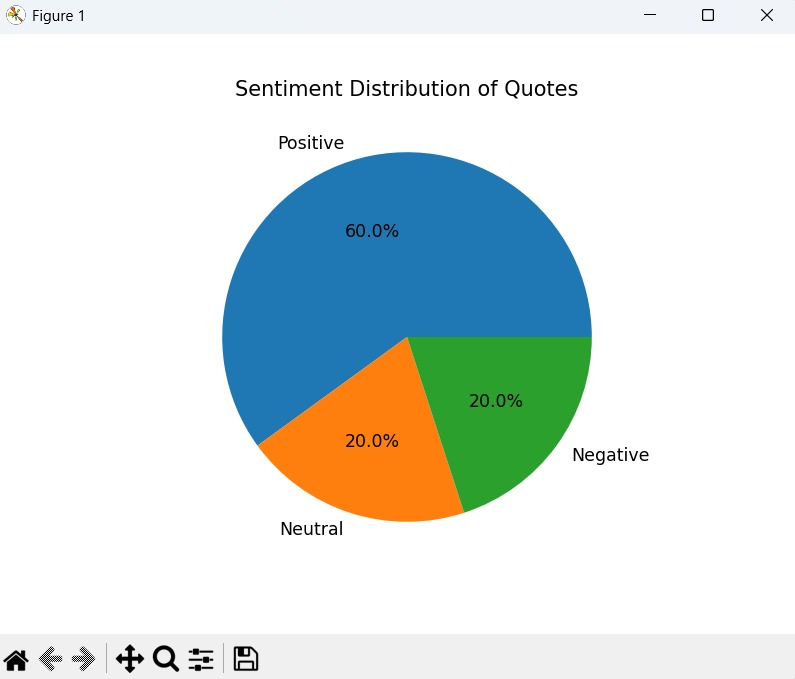 Figure 1
Sentiment Distribution of Quotes
Positive
60.0%
20.0%
20.0%
Negative
Neutral